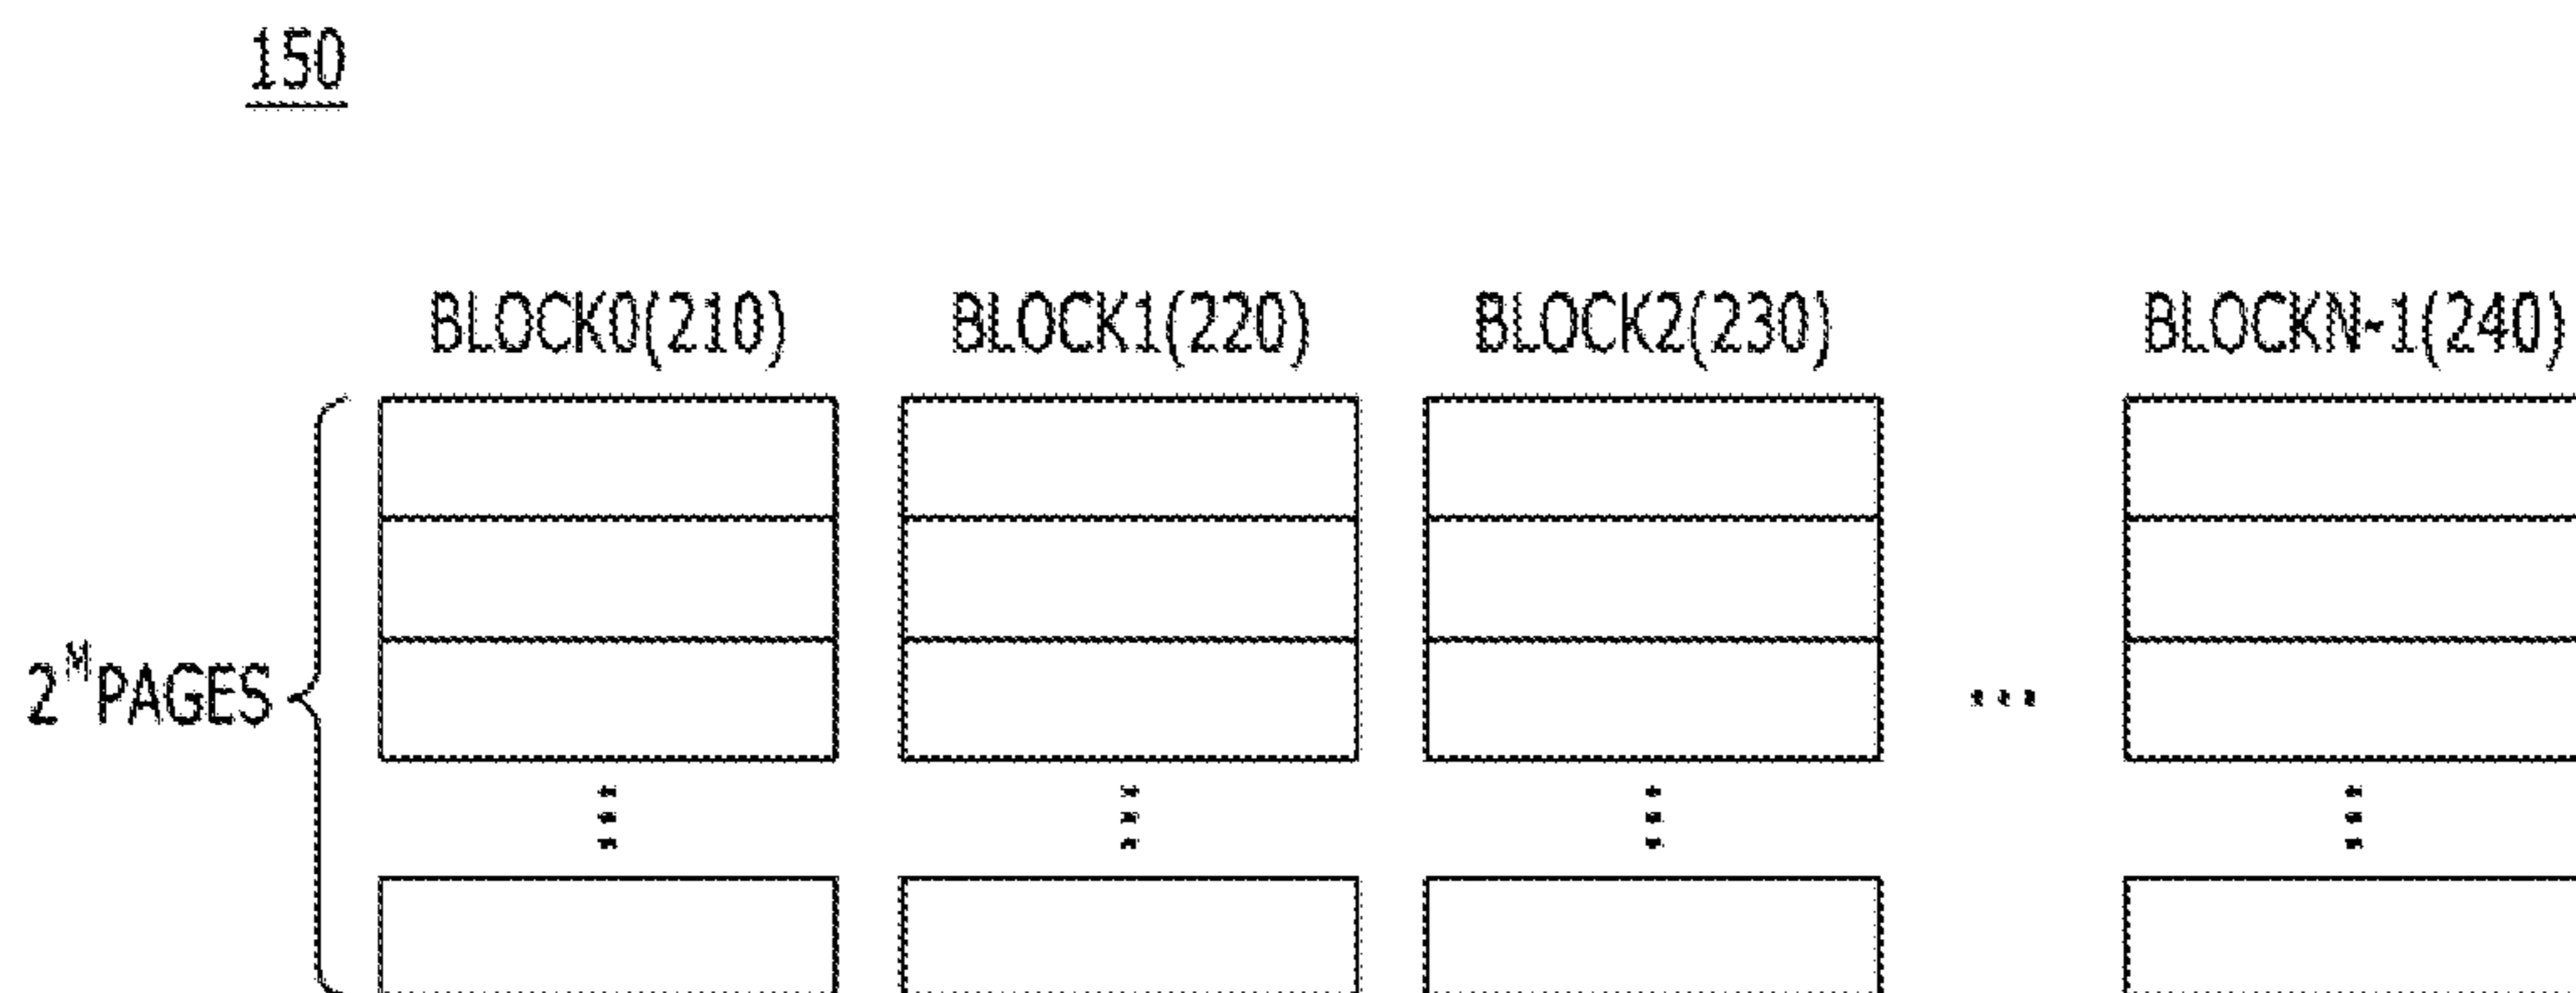 150
BLOCK0(210) BLOCK1(220) BLOCK2(230) BLOCKN-1(240)
2^M PAGES
...